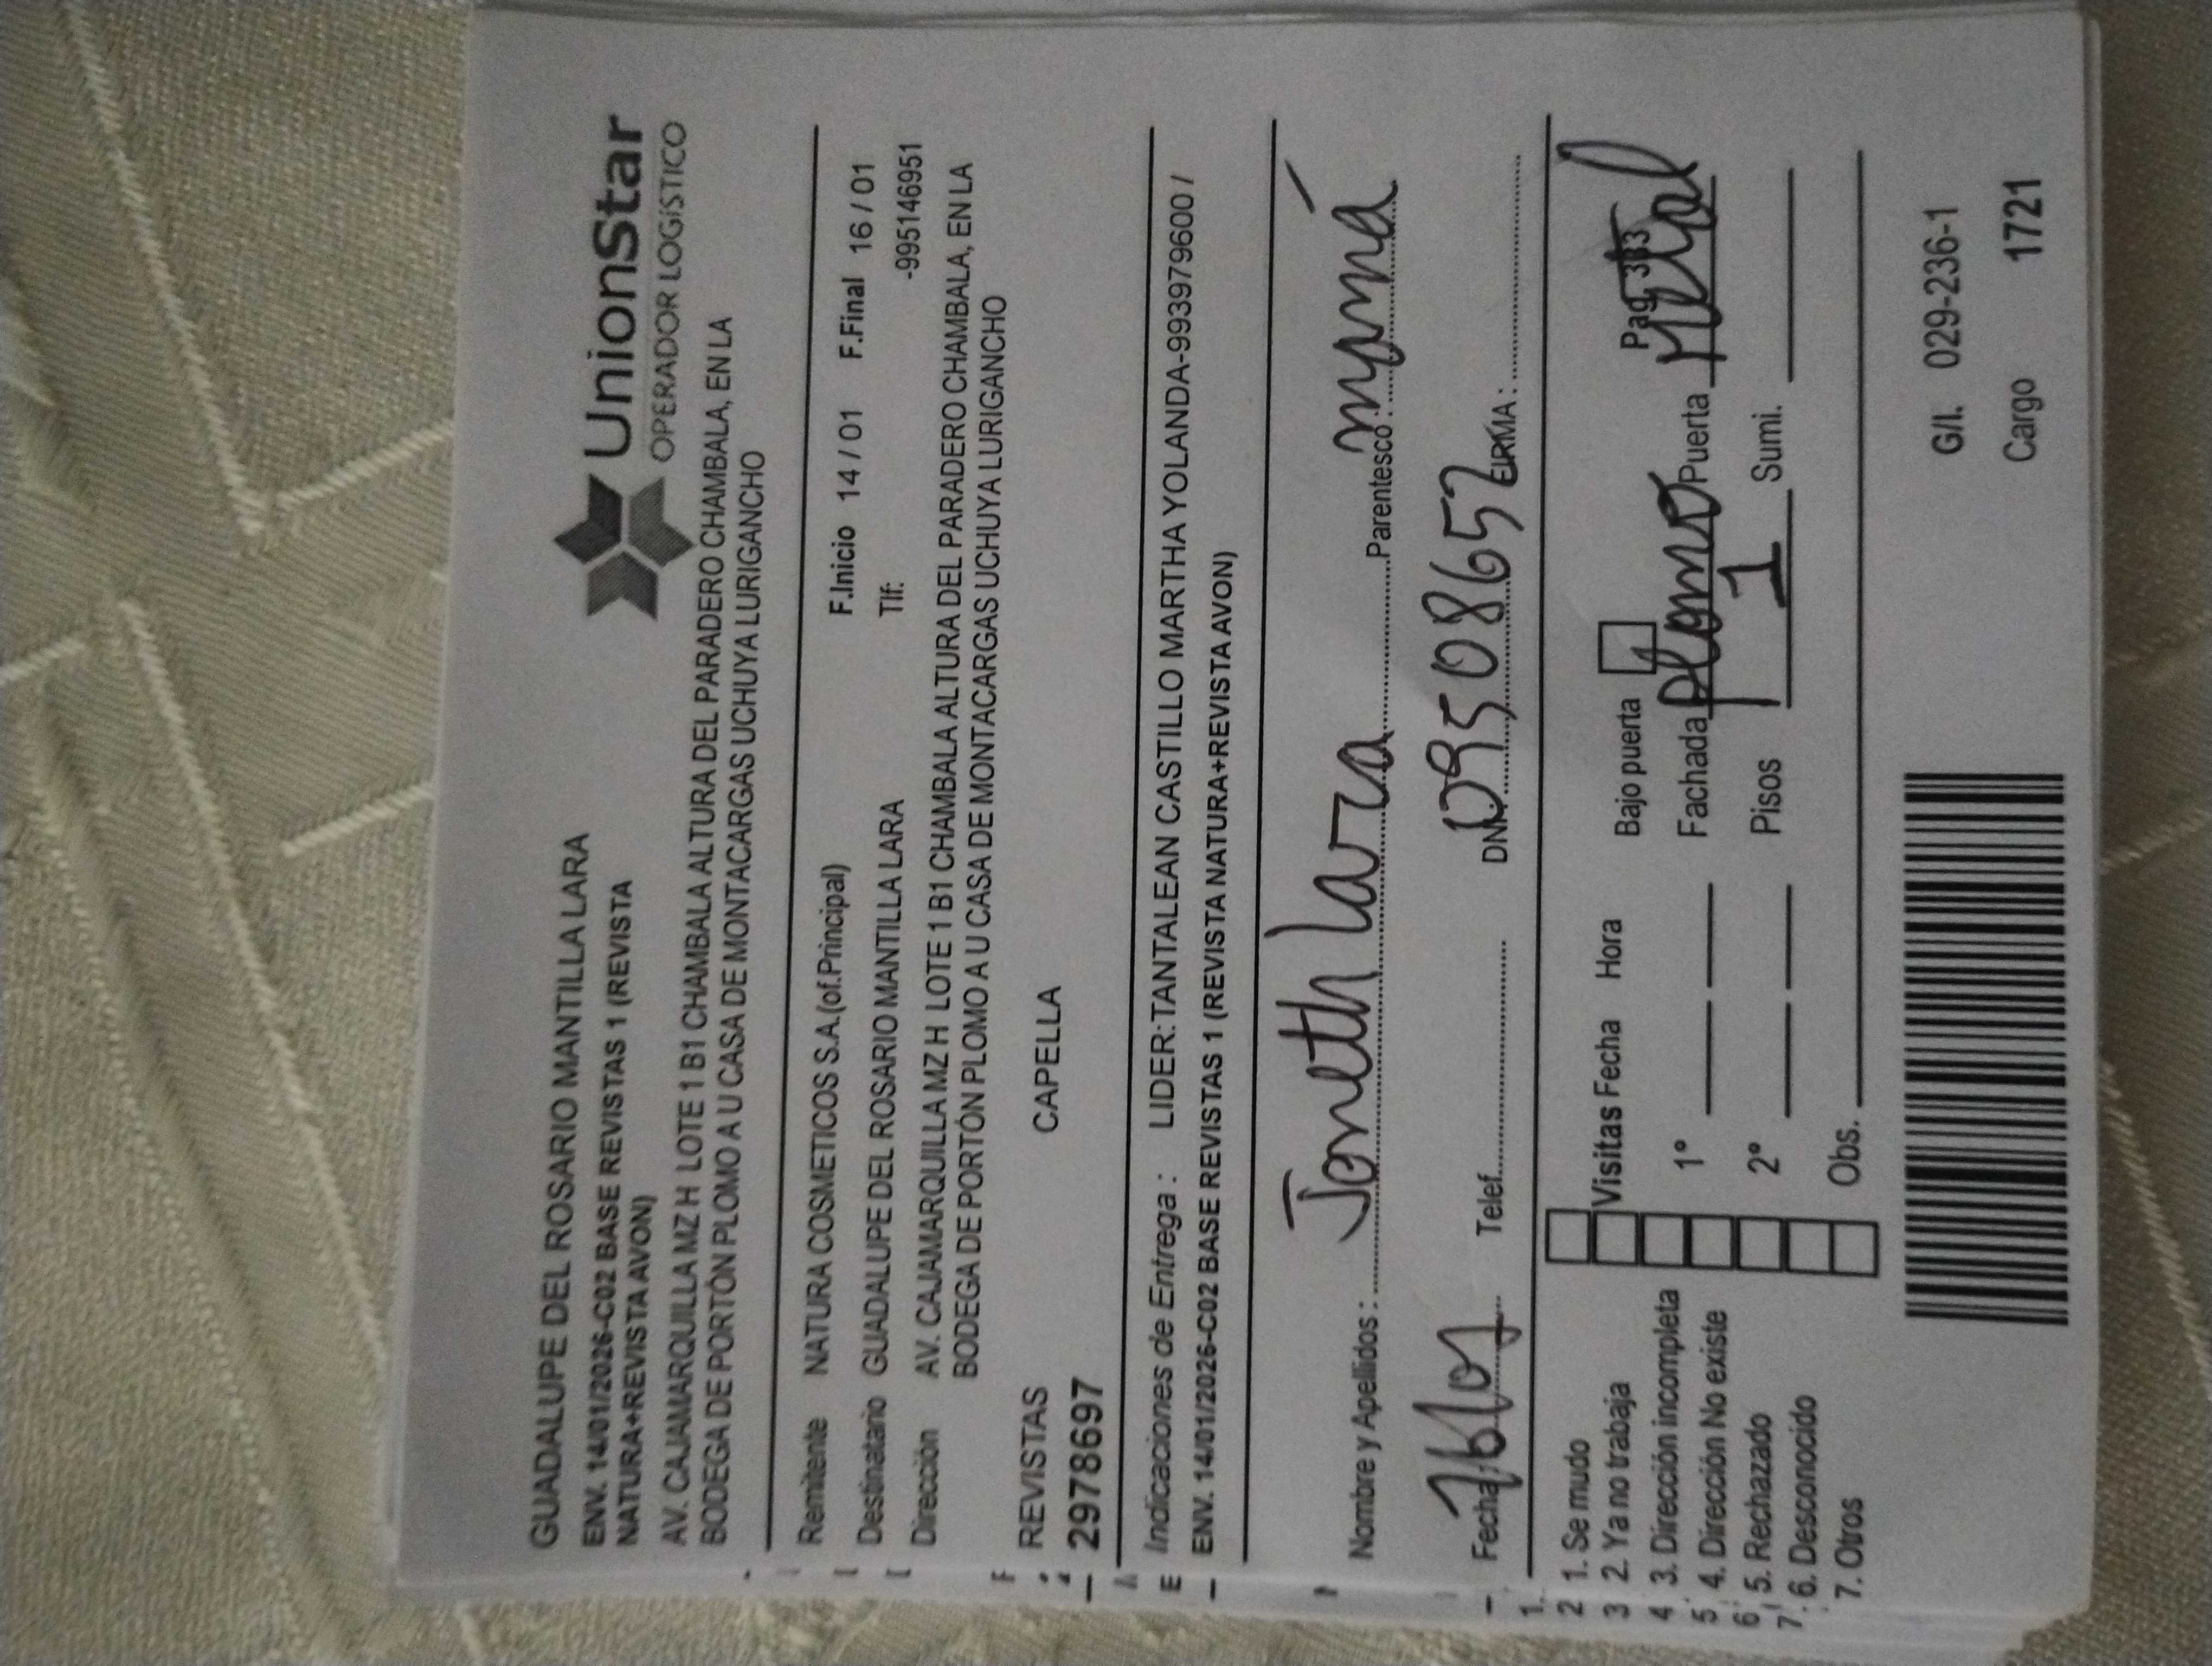 GUADALUPE DEL ROSARIO MANTILLA LARA
ENV. 14/01/2026-C02 BASE REVISTAS 1 (REVISTA
NATURA+REVISTA AVON)
UnionStar
OPERADOR LOGÍSTICO
AV. CAJAMARQUILLA MZ H LOTE 1 B1 CHAMBALA ALTURA DEL PARADERO CHAMBALA, EN LA
BODEGA DE PORTÓN PLOMO A U CASA DE MONTACARGAS UCHUYA LURIGANCHO
Remitente NATURA COSMETICOS S.A.(of.Principal) F.Inicio 14 / 01 F.Final 16 / 01
Destinatario GUADALUPE DEL ROSARIO MANTILLA LARA Tlf: -995146951
Dirección AV. CAJAMARQUILLA MZ H LOTE 1 B1 CHAMBALA ALTURA DEL PARADERO CHAMBALA, EN LA
BODEGA DE PORTÓN PLOMO A U CASA DE MONTACARGAS UCHUYA LURIGANCHO
REVISTAS CAPELLA
29786697
Indicaciones de Entrega : LIDER:TANTALEAN CASTILLO MARTHA YOLANDA-993979600 /
ENV. 14/01/2026-C02 BASE REVISTAS 1 (REVISTA NATURA+REVISTA AVON)
Nombre y Apellidos : Janeth Lara Parentesco : mamá
Fecha: 16/01 Telef. DNI. 09508657 FIRMA :
1. Se mudo
2. Ya no trabaja
3. Dirección incompleta
4. Dirección No existe
5. Rechazado
6. Desconocido
7. Otros
Visitas Fecha Hora Bajo puerta Pag. 383
1º Fachada Plomo Puerta Metal
2º Pisos 1 Sumi.
Obs.
G/I. 029-236-1
Cargo 1721